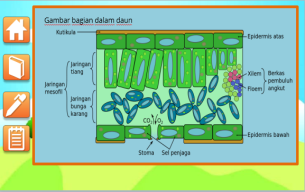 Gambar bagian dalam daun
Kutikula
Epidermis atas
Jaringan
tiang
Jaringan
mesofil
Jaringan
bunga
karang
Xilem
Floem
Berkas
pembuluh
angkut
CO₂ O₂
Epidermis bawah
Stoma
Sel penjaga